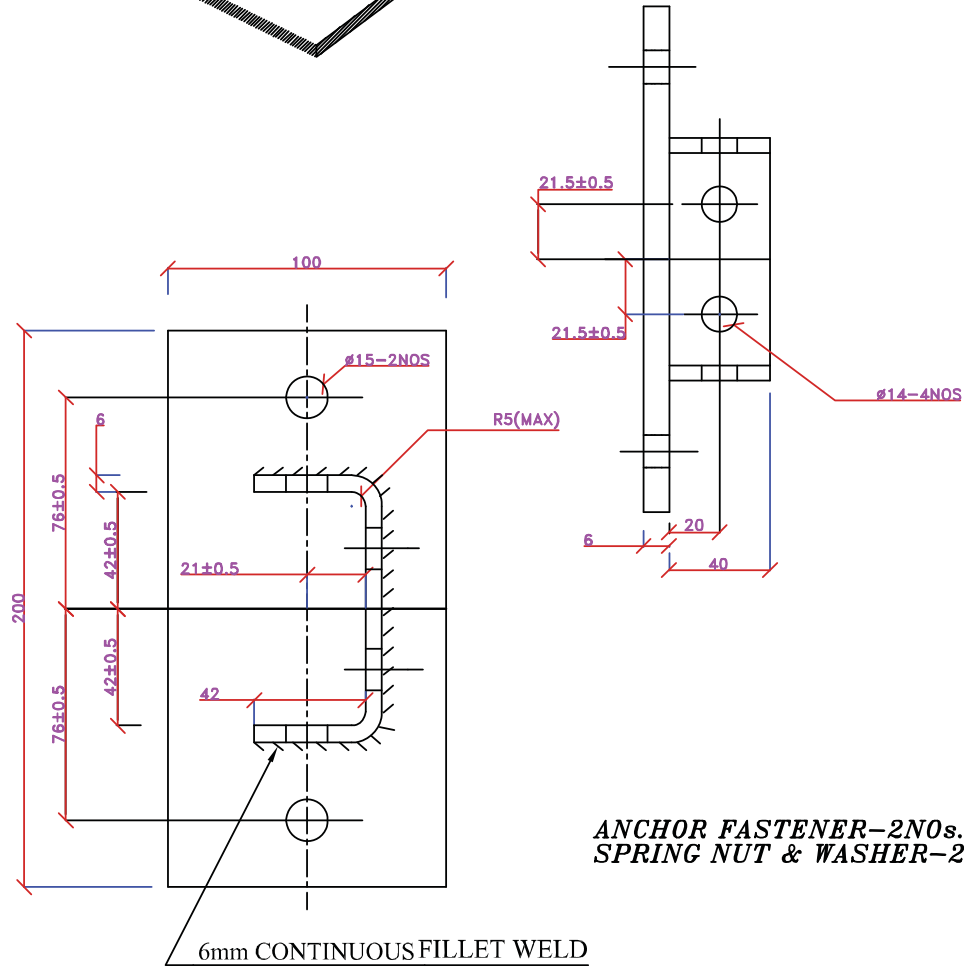 21.5±0.5
21.5±0.5
ø14-4NOS
6
20
40
100
ø15-2NOS
R5(MAX)
6
76±0.5
42±0.5
21±0.5
200
42±0.5
76±0.5
42
ANCHOR FASTENER-2NOs.
SPRING NUT & WASHER-2
6mm CONTINUOUS FILLET WELD